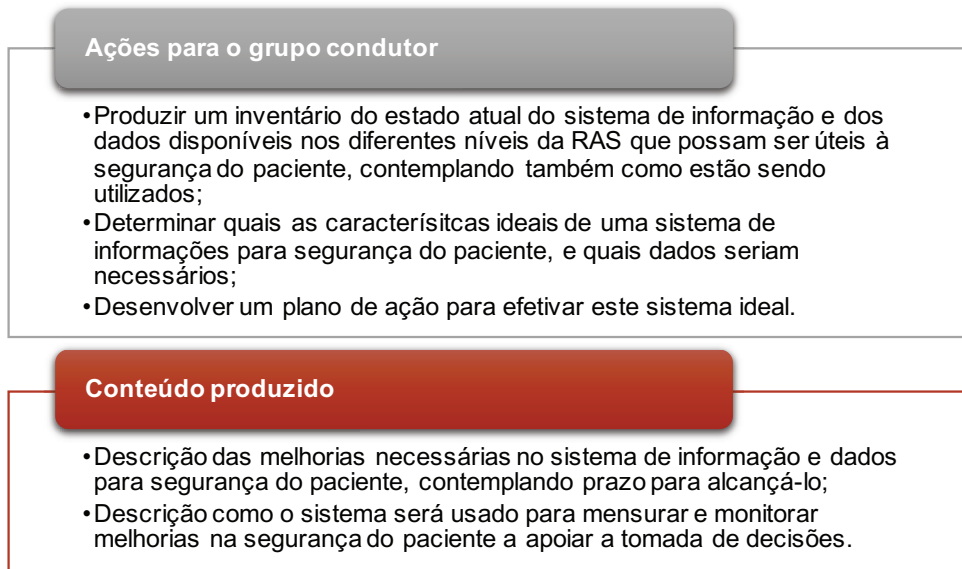 Ações para o grupo condutor
•Produzir um inventário do estado atual do sistema de informação e dos
dados disponíveis nos diferentes níveis da RAS que possam ser úteis à
segurança do paciente, contemplando também como estão sendo
utilizados;
•Determinar quais as caracterísitcas ideais de uma sistema de
informações para segurança do paciente, e quais dados seriam
necessários;
•Desenvolver um plano de ação para efetivar este sistema ideal.
Conteúdo produzido
•Descrição das melhorias necessárias no sistema de informação e dados
para segurança do paciente, contemplando prazo para alcançá-lo;
•Descrição como o sistema será usado para mensurar e monitorar
melhorias na segurança do paciente a apoiar a tomada de decisões.